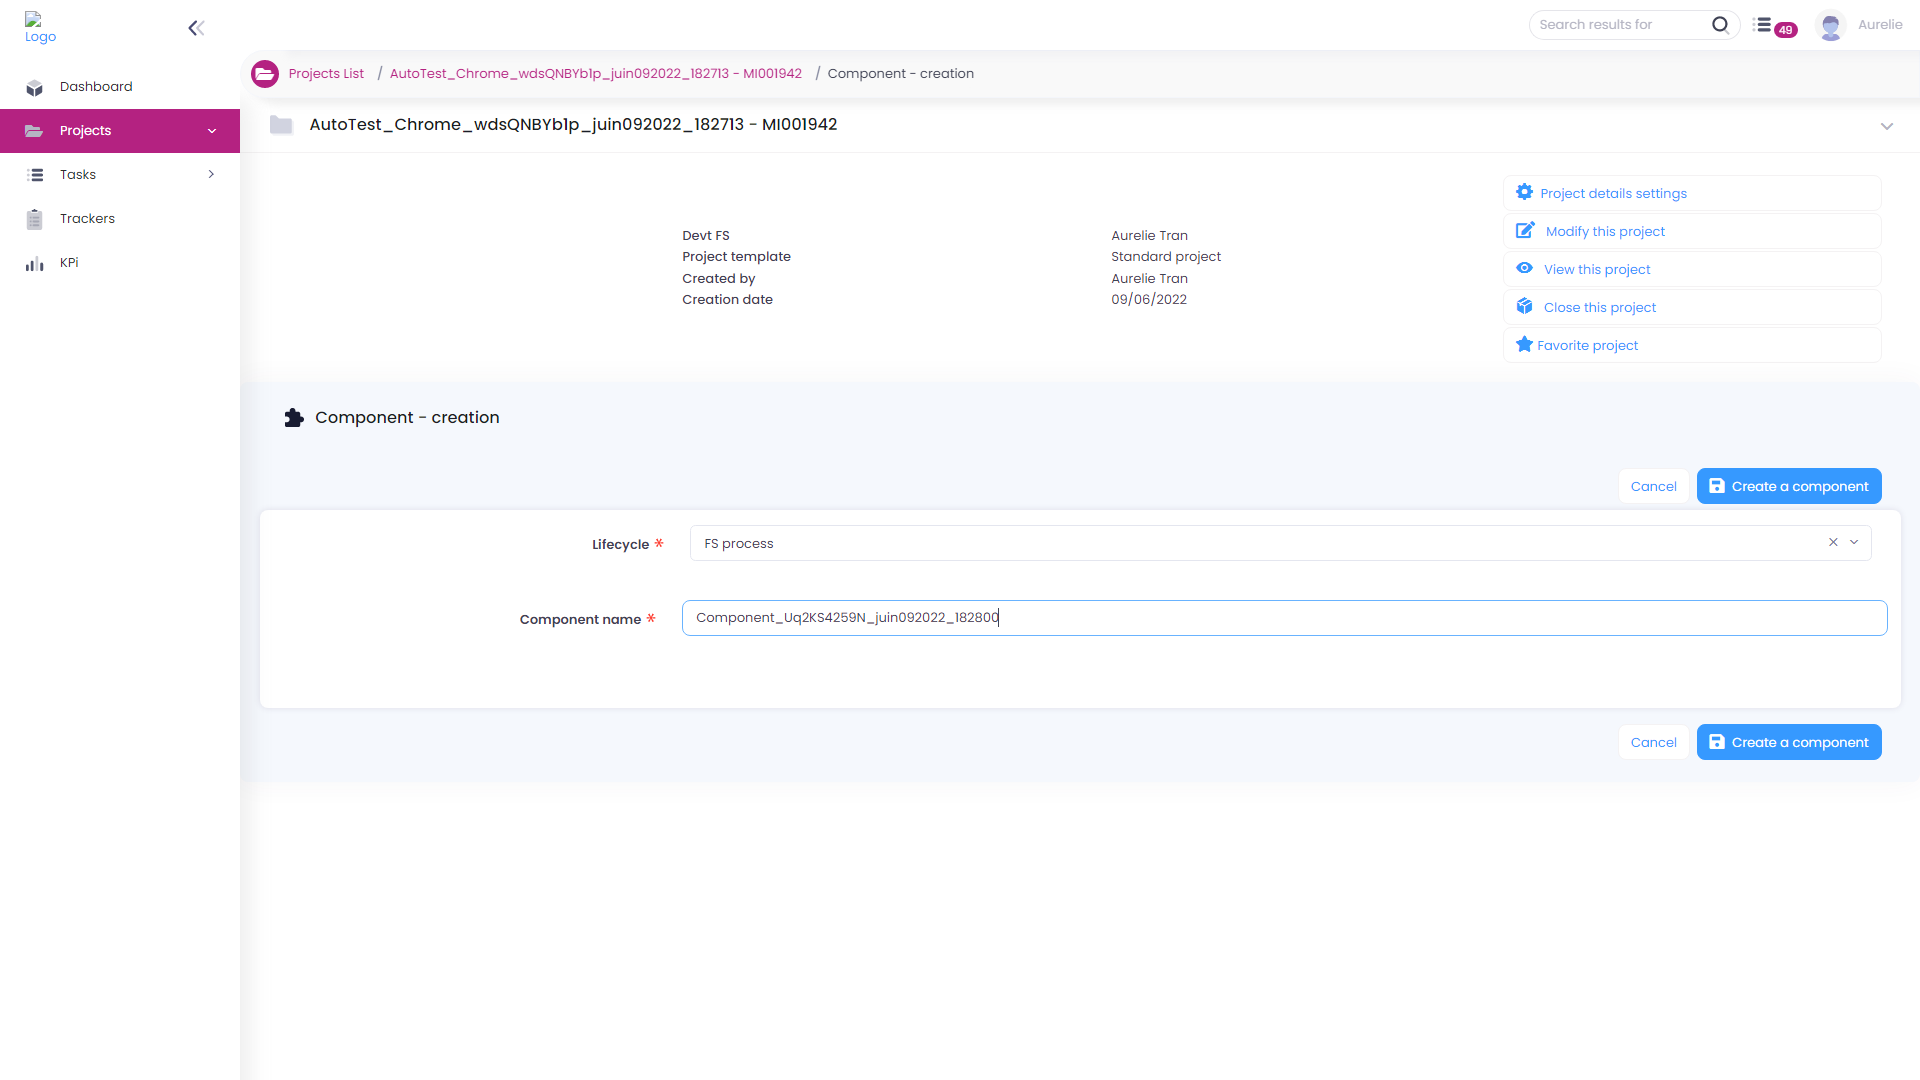 Logo
Search results for
49
Aurelie
Dashboard
Projects
Tasks
Trackers
KPi
Projects List / AutoTest_Chrome_wdsQNBYb1p_juin092022_182713 - MI001942 / Component - creation
AutoTest_Chrome_wdsQNBYb1p_juin092022_182713 - MI001942
Devt FS Aurelie Tran
Project template Standard project
Created by Aurelie Tran
Creation date 09/06/2022
Project details settings
Modify this project
View this project
Close this project
Favorite project
Component - creation
Cancel Create a component
Lifecycle * FS process
Component name * Component_Uq2KS4259N_juin092022_182800
Cancel Create a component